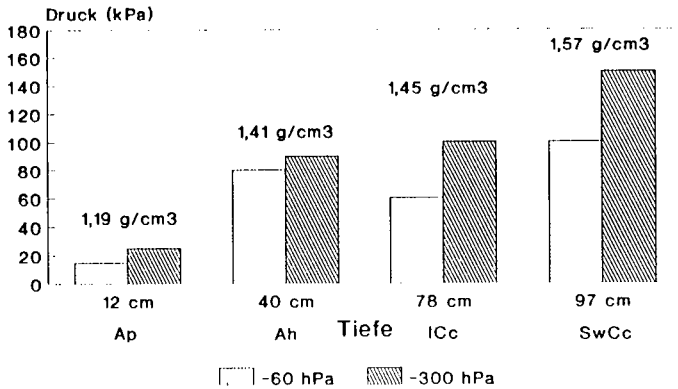 Druck (kPa)
180
160
140
120
100
80
60
40
20
0
1,19 g/cm3
1,41 g/cm3
1,45 g/cm3
1,57 g/cm3
12 cm
40 cm
78 cm
97 cm
Ap
Ah
Tiefe
ICc
SwCc
-60 hPa
-300 hPa